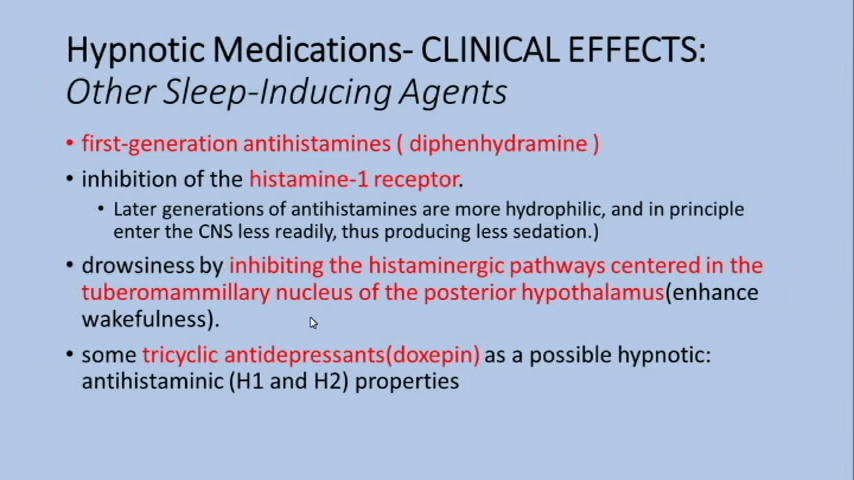 Hypnotic Medications- CLINICAL EFFECTS:
Other Sleep-Inducing Agents
• first-generation antihistamines ( diphenhydramine )
• inhibition of the histamine-1 receptor.
• Later generations of antihistamines are more hydrophilic, and in principle
enter the CNS less readily, thus producing less sedation.)
• drowsiness by inhibiting the histaminergic pathways centered in the
tuberomammillary nucleus of the posterior hypothalamus(enhance
wakefulness).
• some tricyclic antidepressants(doxepin) as a possible hypnotic:
antihistaminic (H1 and H2) properties